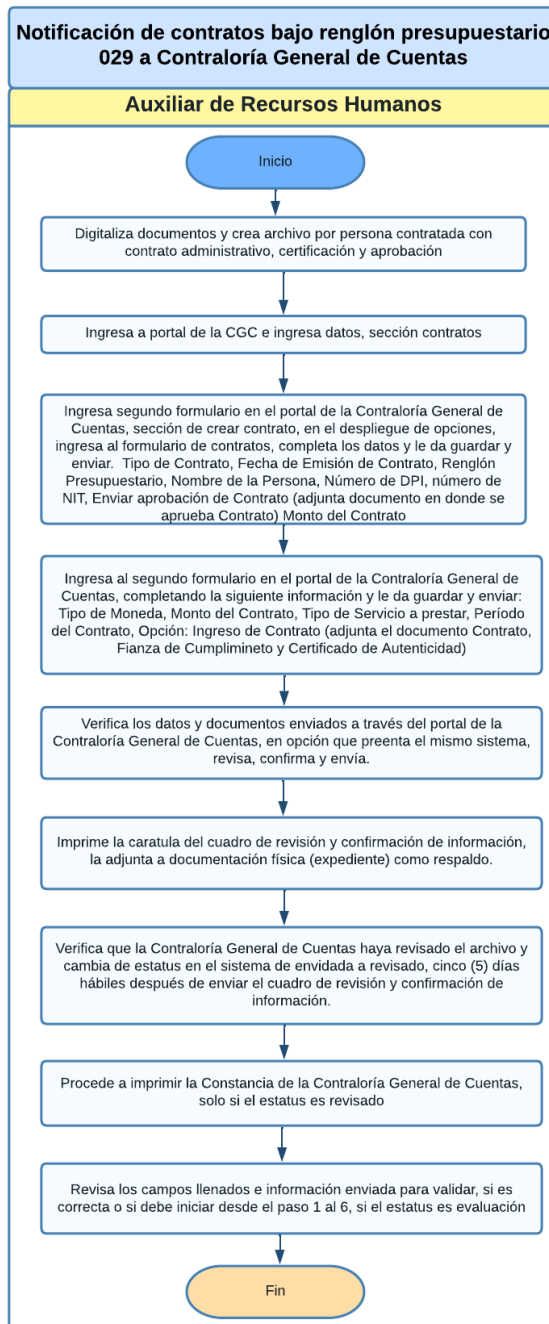 Notificación de contratos bajo renglón presupuestario
029 a Contraloría General de Cuentas
Auxiliar de Recursos Humanos
Inicio
Digitaliza documentos y crea archivo por persona contratada con
contrato administrativo, certificación y aprobación
Ingresa a portal de la CGC e ingresa datos, sección contratos
Ingresa segundo formulario en el portal de la Contraloría General de
Cuentas, sección de crear contrato, en el despliegue de opciones,
ingresa al formulario de contratos, completa los datos y le da guardar y
enviar. Tipo de Contrato, Fecha de Emisión de Contrato, Renglón
Presupuestario, Nombre de la Persona, Número de DPI, número de
NIT, Enviar aprobación de Contrato (adjunta documento en donde se
aprueba Contrato) Monto del Contrato
Ingresa al segundo formulario en el portal de la Contraloría General de
Cuentas, completando la siguiente información y le da guardar y enviar:
Tipo de Moneda, Monto del Contrato, Tipo de Servicio a prestar, Período
del Contrato, Opción: Ingreso de Contrato (adjunta el documento Contrato,
Fianza de Cumplimineto y Certificado de Autenticidad)
Verifica los datos y documentos enviados a través del portal de la
Contraloría General de Cuentas, en opción que preenta el mismo sistema,
revisa, confirma y envía.
Imprime la caratula del cuadro de revisión y confirmación de información,
la adjunta a documentación física (expediente) como respaldo.
Verifica que la Contraloría General de Cuentas haya revisado el archivo y
cambia de estatus en el sistema de envidada a revisado, cinco (5) días
hábiles después de enviar el cuadro de revisión y confirmación de
información.
Procede a imprimir la Constancia de la Contraloría General de Cuentas,
solo si el estatus es revisado
Revisa los campos llenados e información enviada para validar, si es
correcta o si debe iniciar desde el paso 1 al 6, si el estatus es evaluación
Fin